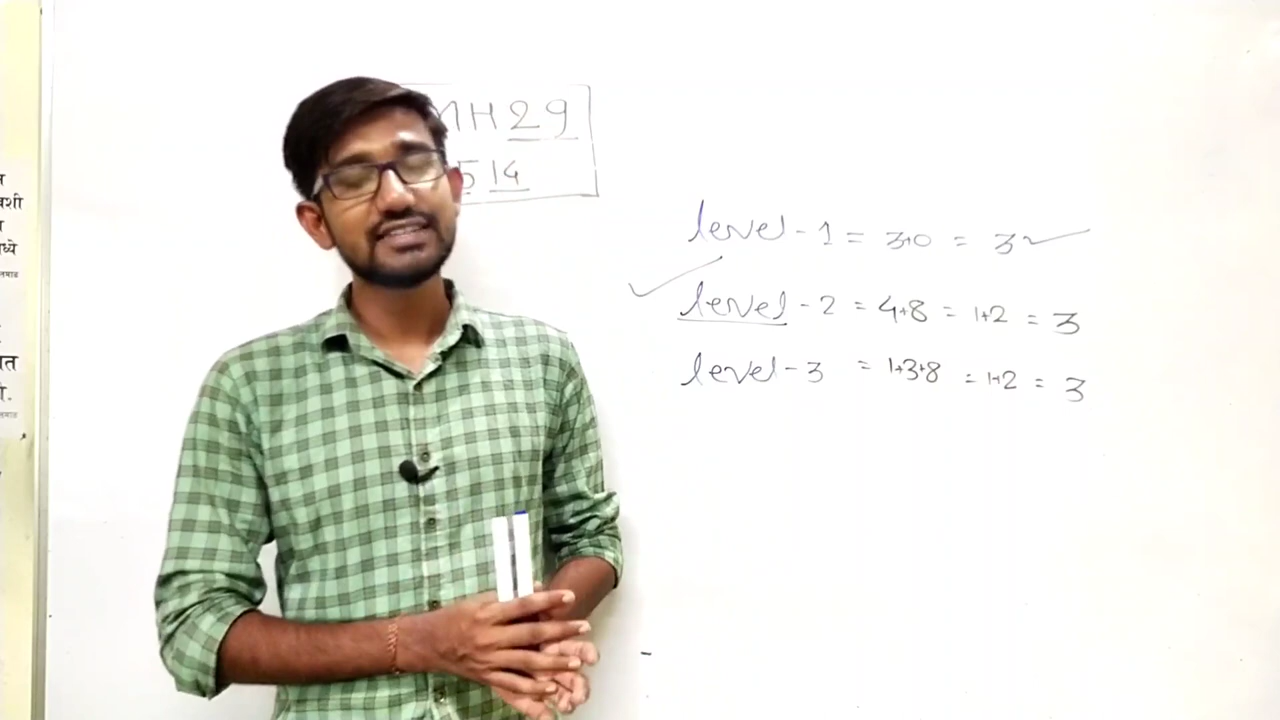 MH29
514
level-1 = 3+0 = 3
level-2 = 4+8 = 1+2 = 3
level-3 = 1+3+8 = 1+2 = 3